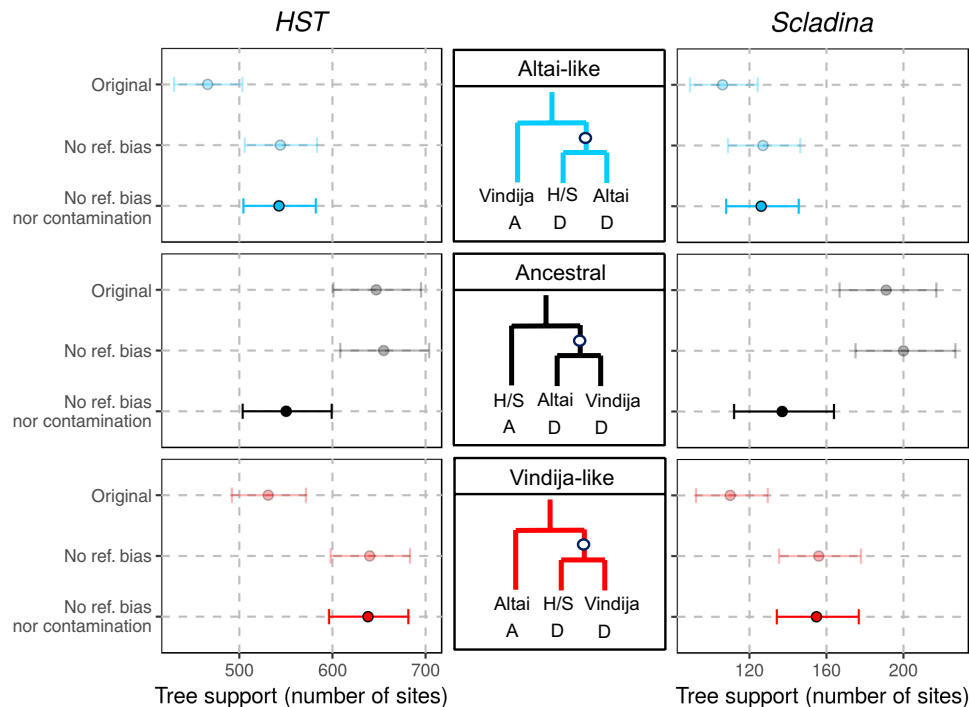 HST
Scladina
Original
No ref. bias
No ref. bias
nor contamination
Altai-like
Vindija H/S Altai
A D D
Original
No ref. bias
No ref. bias
nor contamination
Ancestral
H/S Altai Vindija
A D D
Original
No ref. bias
No ref. bias
nor contamination
Vindija-like
Altai H/S Vindija
A D D
500 600 700
120 160 200
Tree support (number of sites)
Tree support (number of sites)